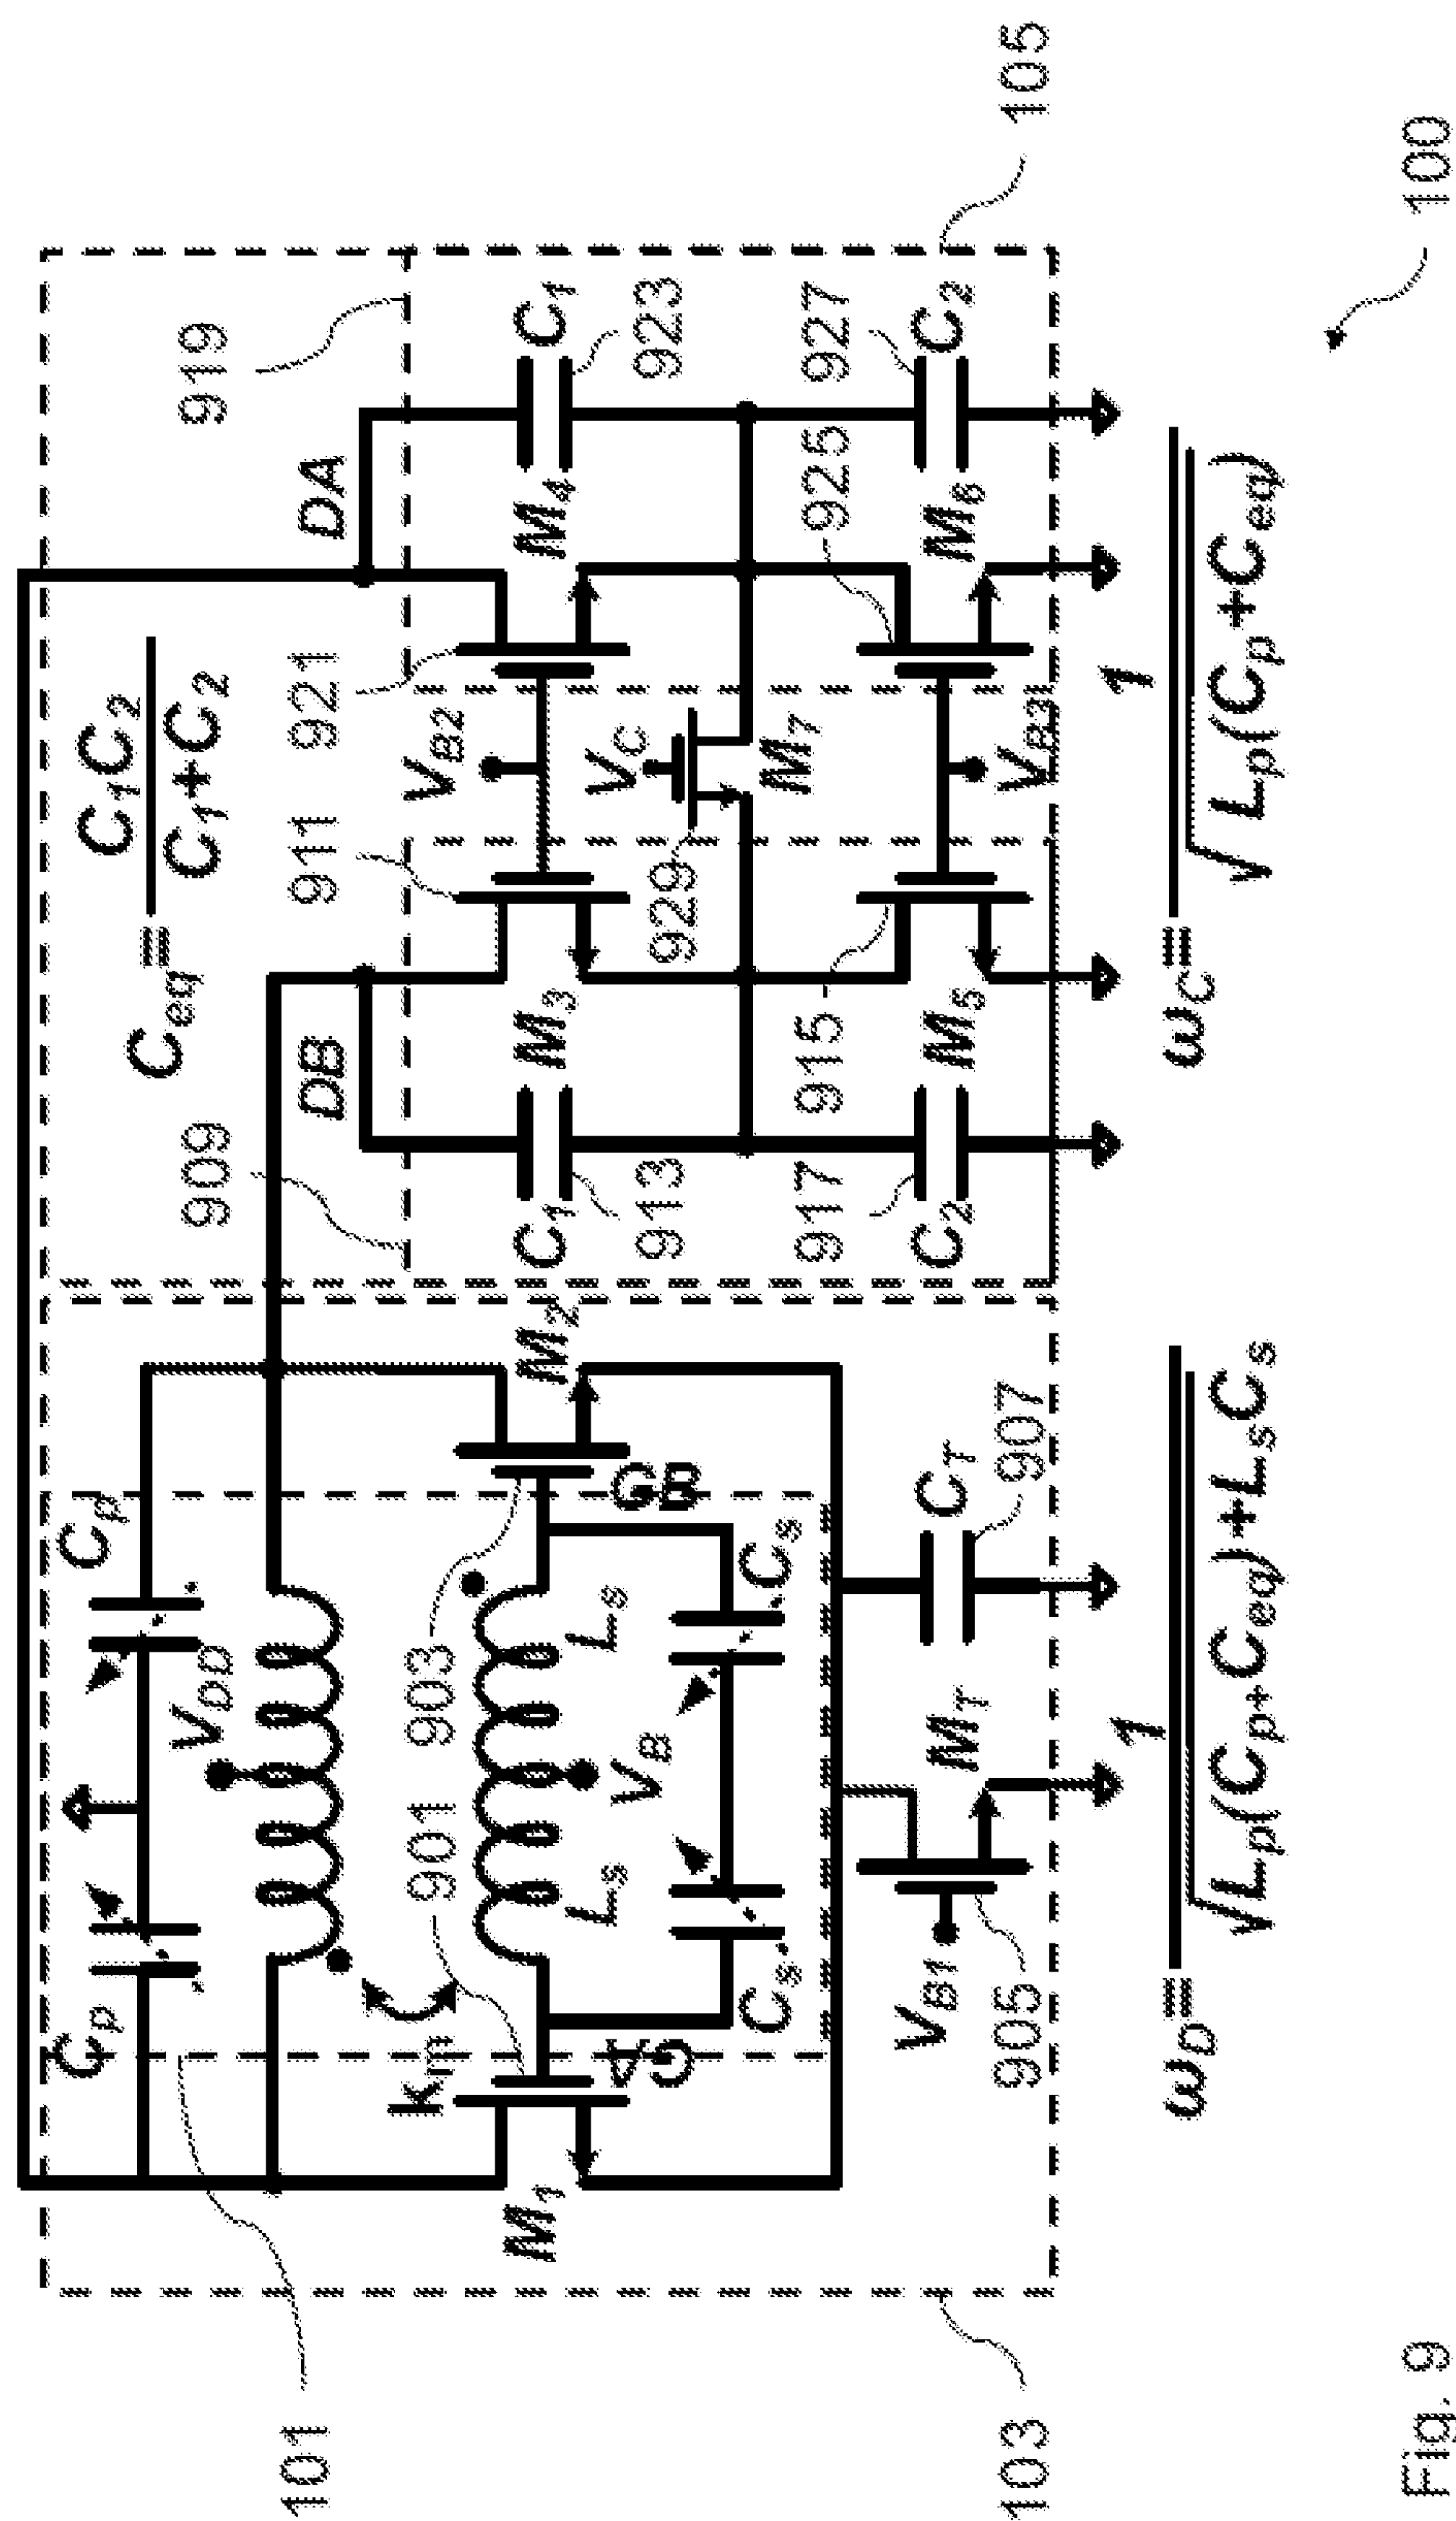 919
909
C_eq = C_1C_2 / C_1+C_2
DB
DA
C_p
C_p
V_DD
k_m
L_s
L_s
V_B
C_s
C_s
901
903
GA
GB
M_1
M_2
V_B1
M_T
905
C_T
907
911
921
V_B2
M_3
M_4
C_1
C_1
913
923
V_C
M_7
929
915
925
M_5
M_6
C_2
C_2
917
927
V_B3
101
103
105
ω_D = 1 / √L_p(C_p+C_eq)+L_sC_s
ω_C = 1 / √L_p(C_p+C_eq)
100
Fig. 9